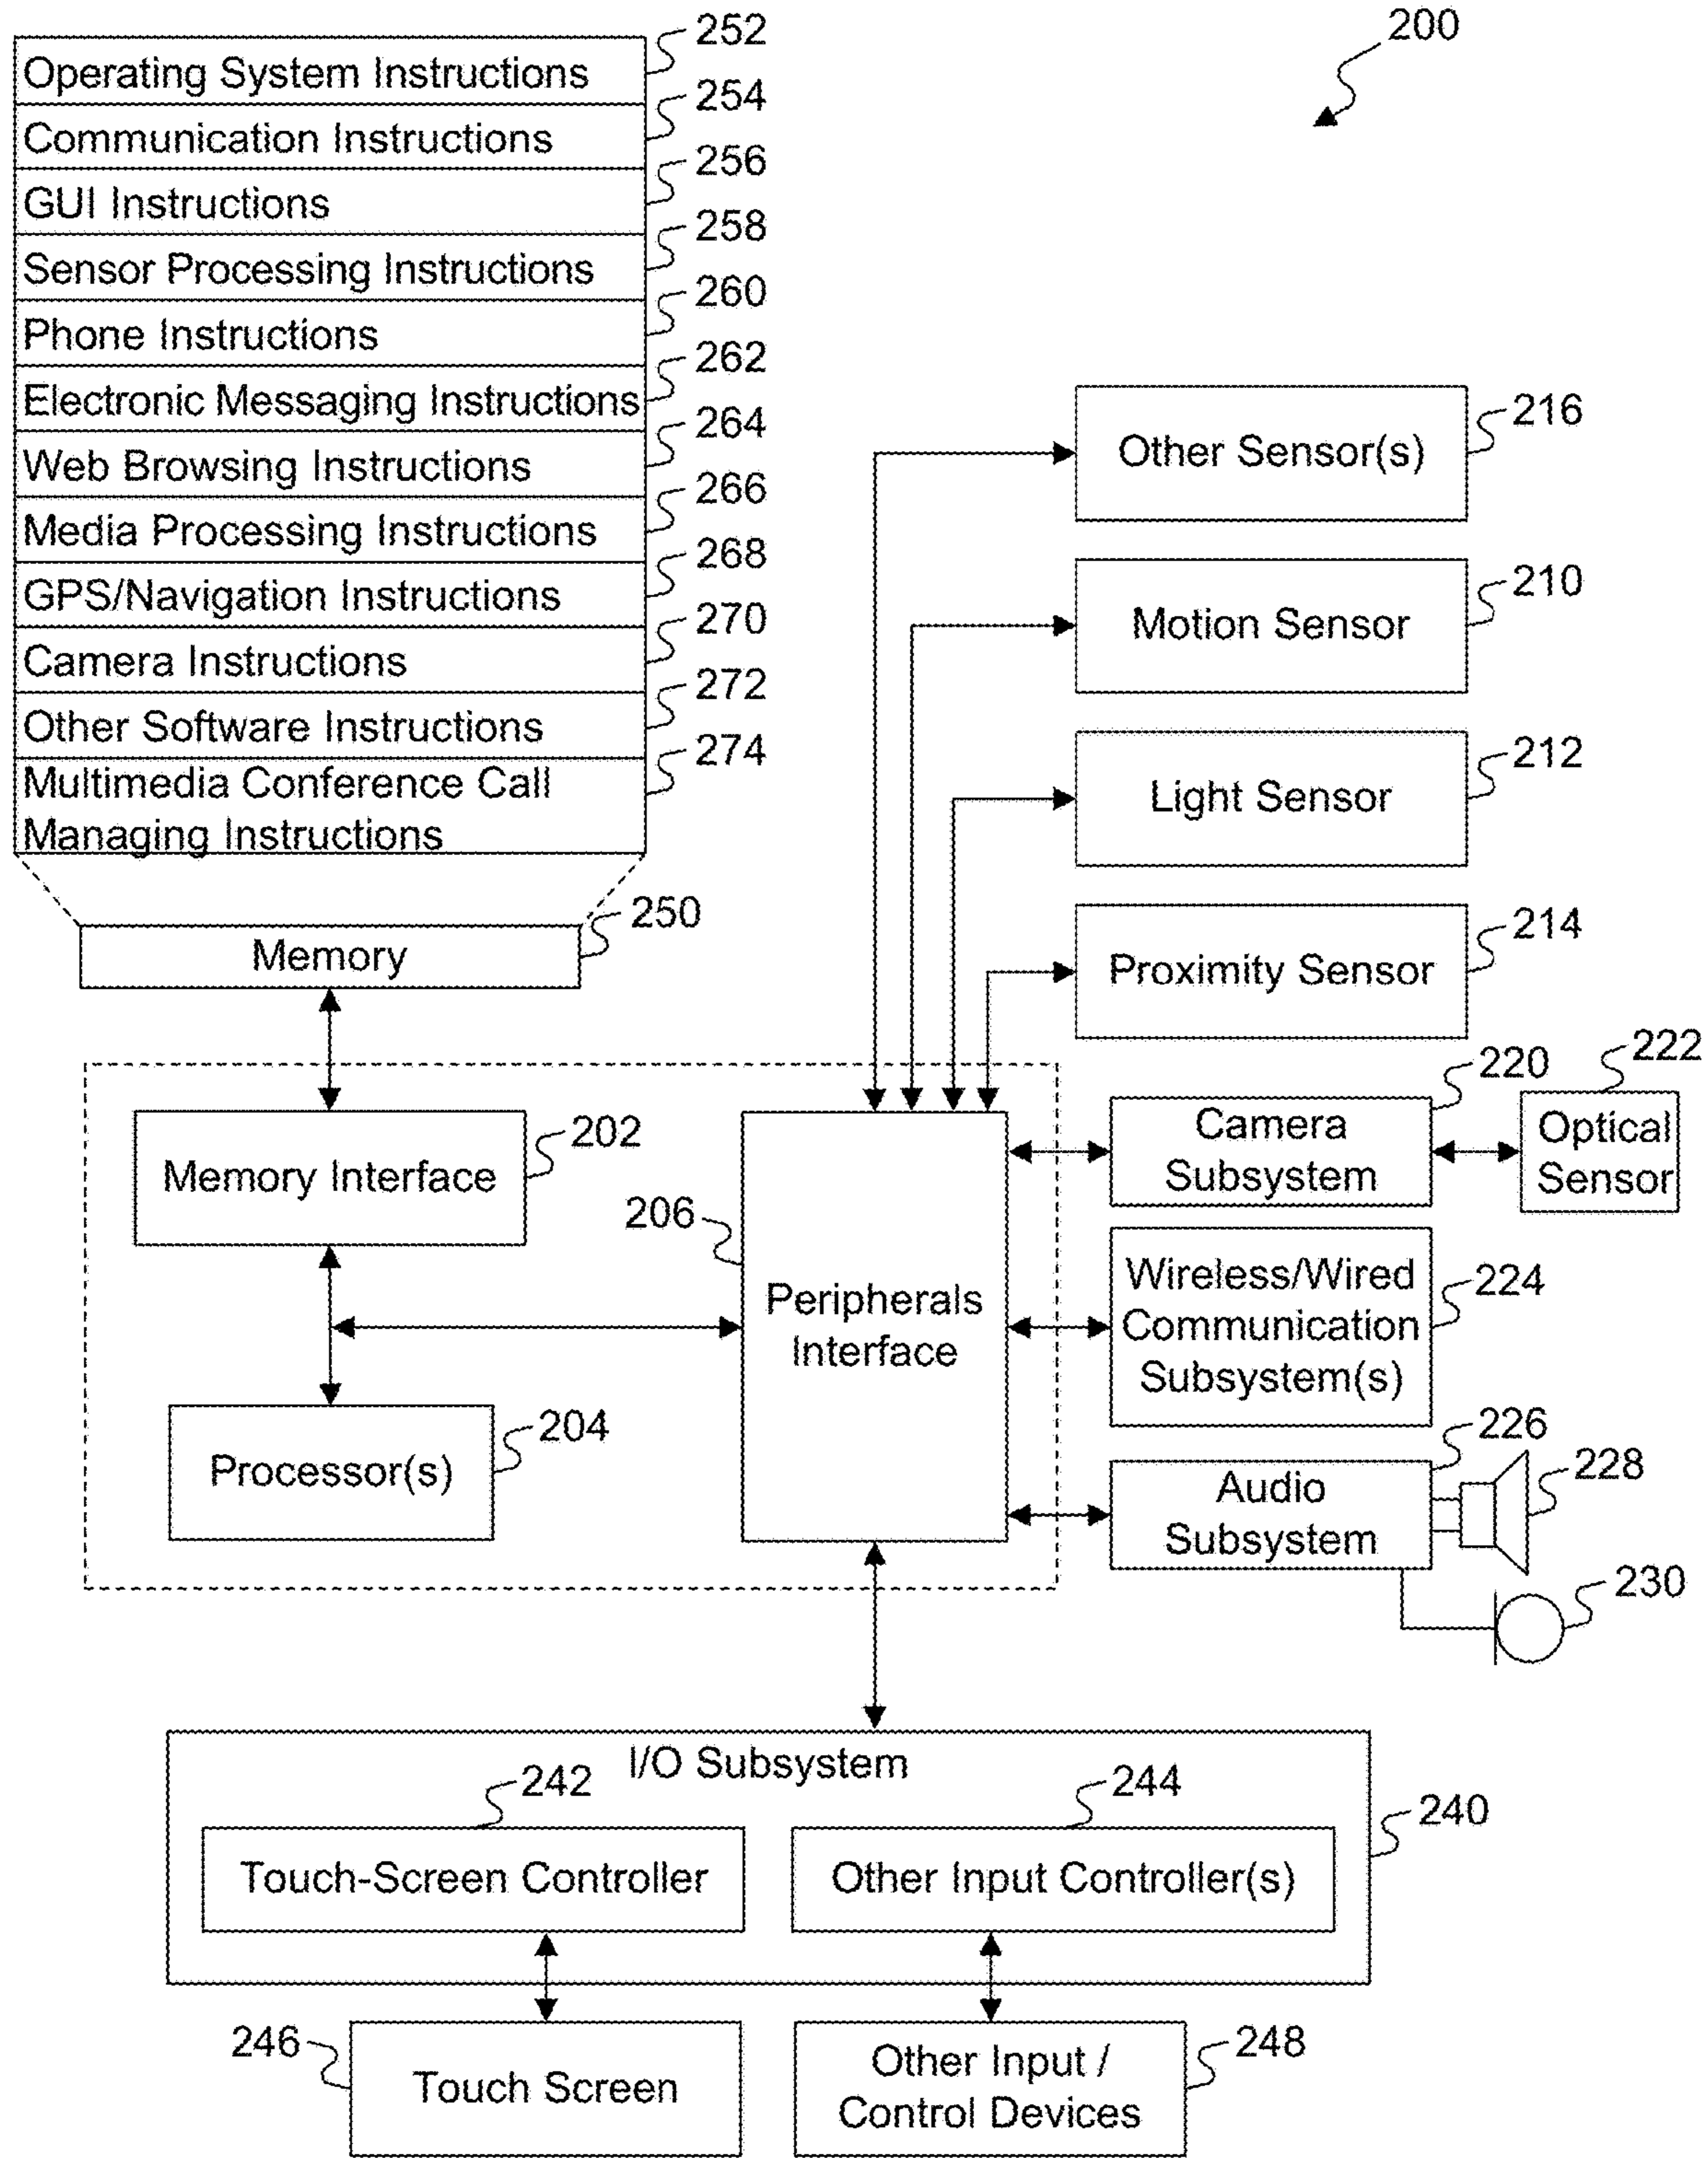 200
252
Operating System Instructions
254
Communication Instructions
256
GUI Instructions
258
Sensor Processing Instructions
260
Phone Instructions
262
Electronic Messaging Instructions
264
Web Browsing Instructions
266
Media Processing Instructions
268
GPS/Navigation Instructions
270
Camera Instructions
272
Other Software Instructions
274
Multimedia Conference Call
Managing Instructions
250
Memory
216
Other Sensor(s)
210
Motion Sensor
212
Light Sensor
214
Proximity Sensor
202
Memory Interface
206
Peripherals
Interface
204
Processor(s)
220
Camera
Subsystem
222
Optical
Sensor
Wireless/Wired
Communication
Subsystem(s)
224
226
Audio
Subsystem
228
230
I/O Subsystem
240
242
Touch-Screen Controller
244
Other Input Controller(s)
246
Touch Screen
248
Other Input /
Control Devices